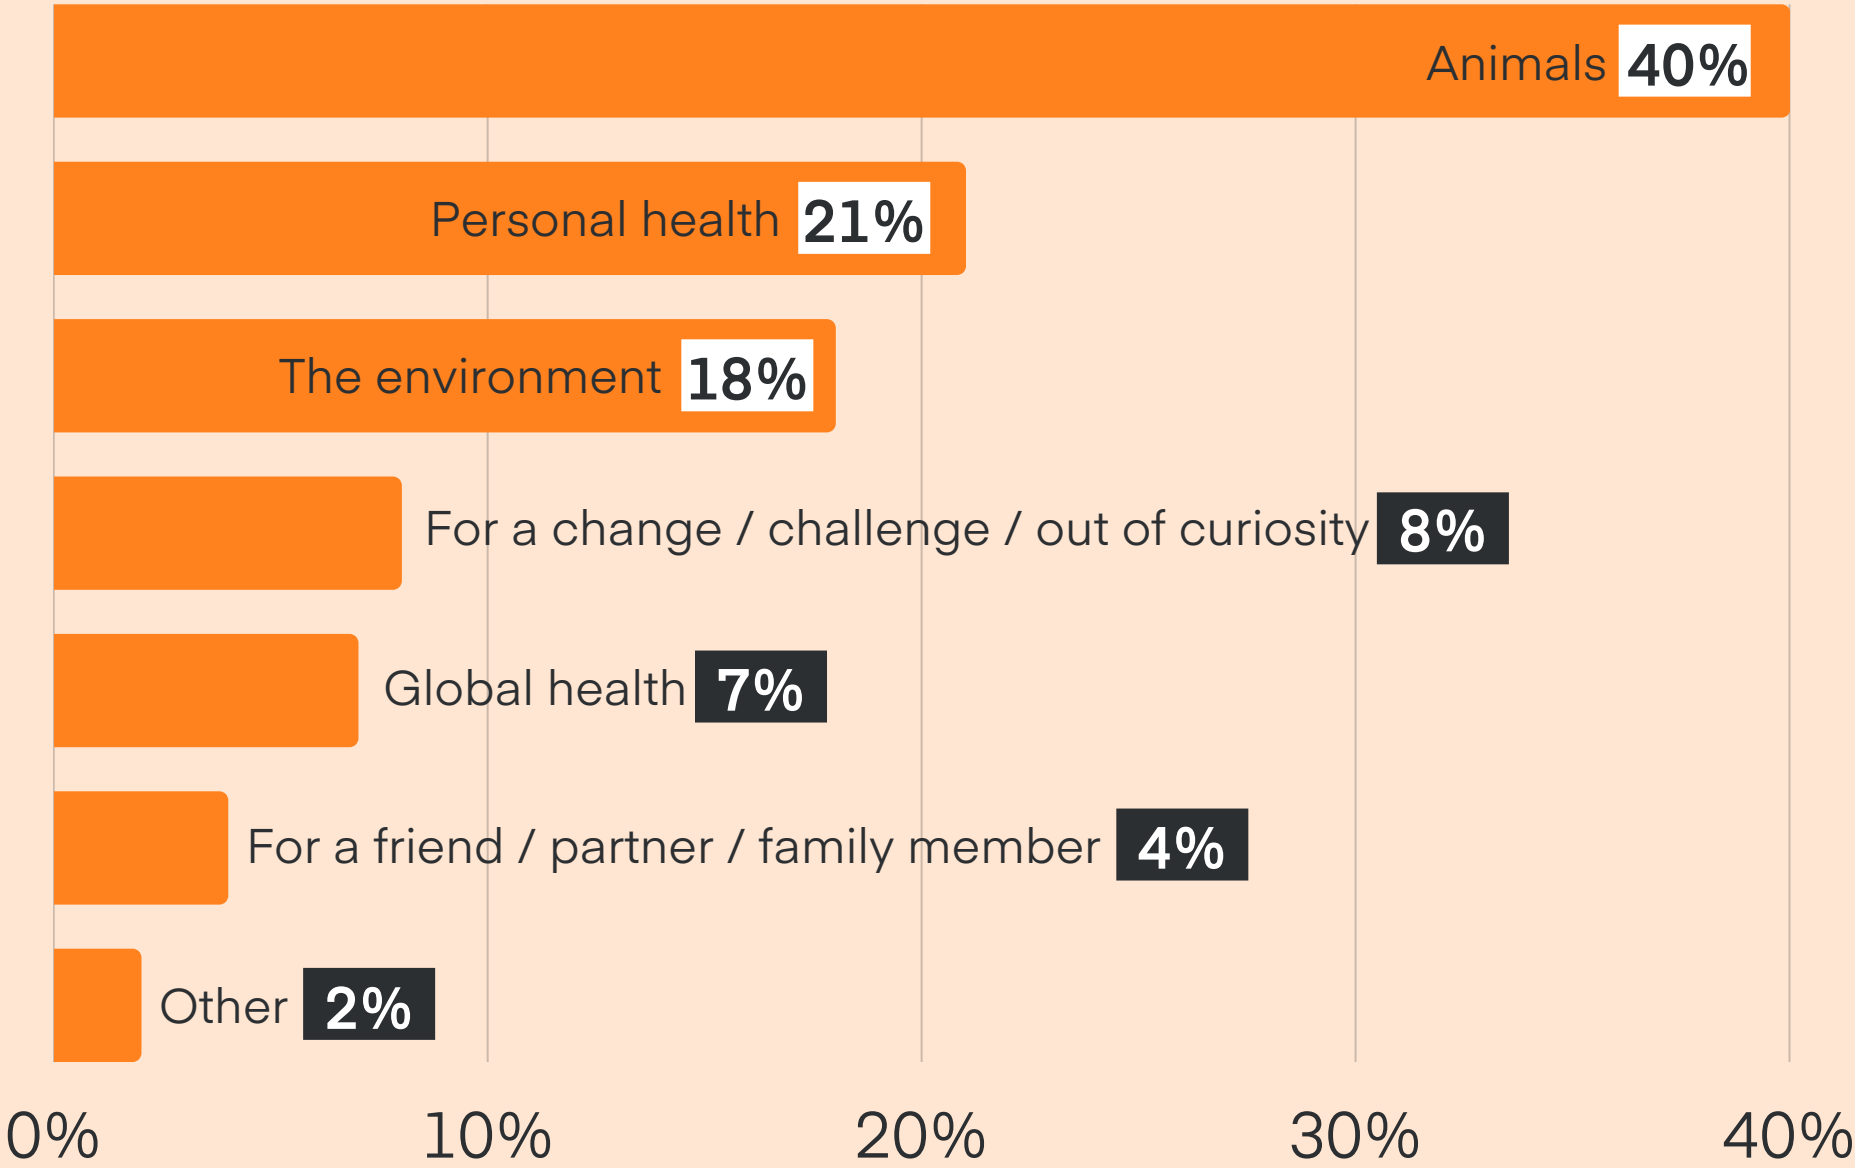 Animals 40%
Personal health 21%
The environment 18%
For a change / challenge / out of curiosity 8%
Global health 7%
For a friend / partner / family member 4%
Other 2%
0% 10% 20% 30% 40%